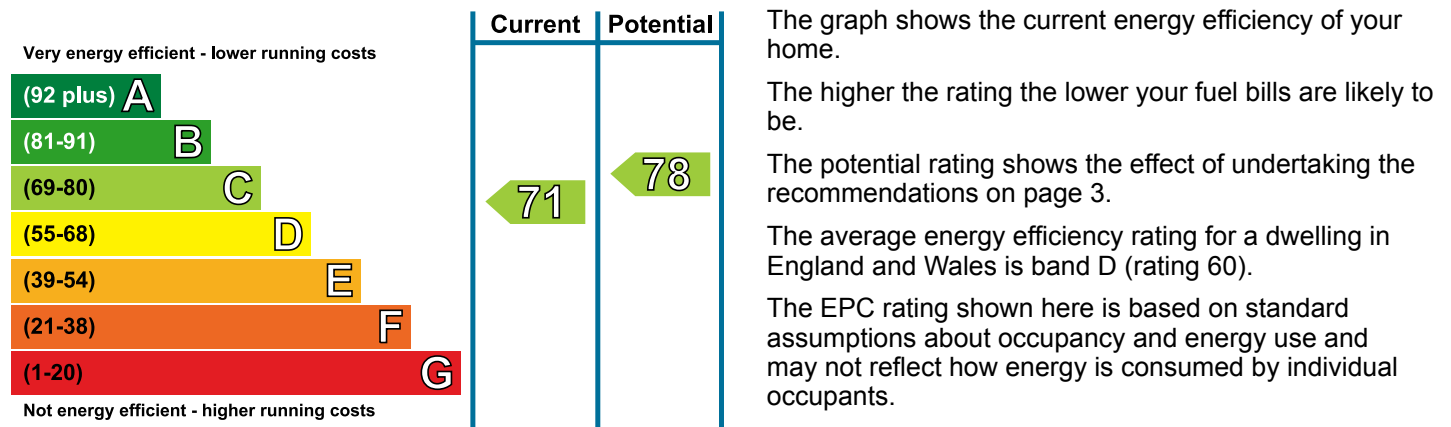 Current Potential
Very energy efficient - lower running costs
(92 plus) A
(81-91) B
(69-80) C
(55-68) D
(39-54) E
(21-38) F
(1-20) G
Not energy efficient - higher running costs
71
78
The graph shows the current energy efficiency of your
home.
The higher the rating the lower your fuel bills are likely to
be.
The potential rating shows the effect of undertaking the
recommendations on page 3.
The average energy efficiency rating for a dwelling in
England and Wales is band D (rating 60).
The EPC rating shown here is based on standard
assumptions about occupancy and energy use and
may not reflect how energy is consumed by individual
occupants.